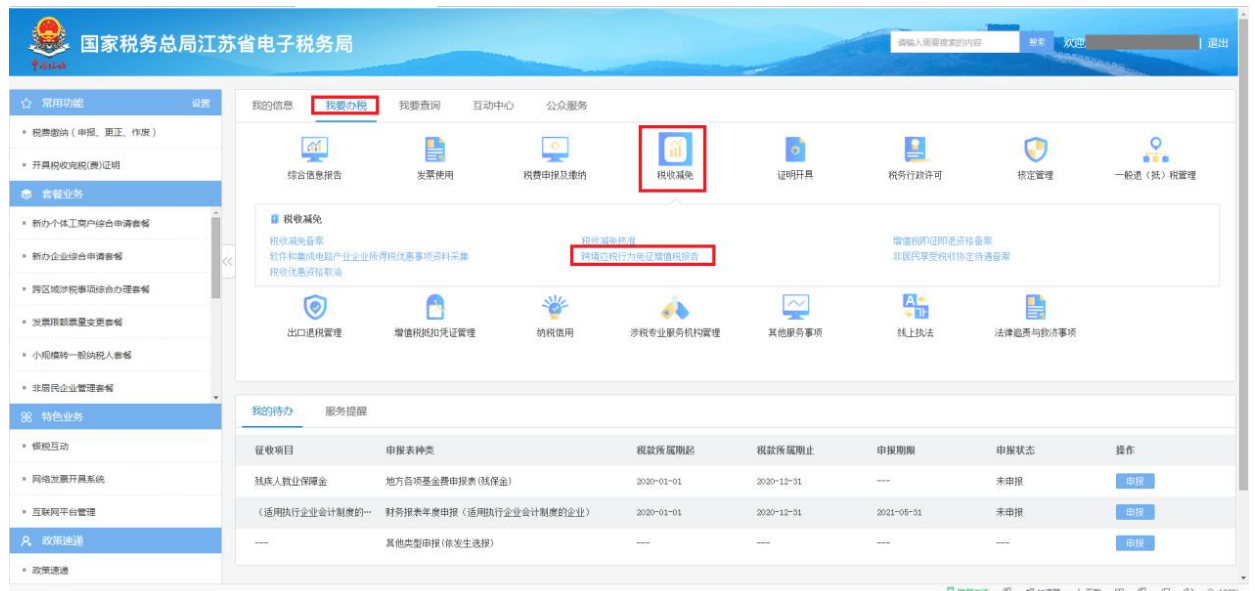 国家税务总局江苏省电子税务局
请输入需要搜索的内容 搜索 欢迎 | 退出
常用功能 设置
• 税费缴纳（申报、更正、作废）
• 开具税收完税(费)证明
套餐业务
• 新办个体工商户综合申请套餐
• 新办企业综合申请套餐
• 跨区域涉税事项综合办理套餐
• 发票限额票量变更套餐
• 小规模转一般纳税人套餐
• 非居民企业管理套餐
特色业务
• 银税互动
• 网络发票开具系统
• 互联网平台管理
政策速递
• 政策速递
我的信息 我要办税 我要查询 互动中心 公众服务
综合信息报告 发票使用 税费申报及缴纳 税收减免 证明开具 税务行政许可 核定管理 一般退（抵）税管理
税收减免
税收减免备案 税收减免核准 增值税即征即退资格备案
软件和集成电路产业企业所得税优惠事项资料采集 跨境应税行为免征增值税报告 非居民享受税收协定待遇备案
税收优惠资格取消
出口退税管理 增值税抵扣凭证管理 纳税信用 涉税专业服务机构管理 其他服务事项 线上执法 法律追责与救济事项
我的待办 服务提醒
征收项目 申报表种类 税款所属期起 税款所属期止 申报期限 申报状态 操作
残疾人就业保障金 地方各项基金费申报表(残保金) 2020-01-01 2020-12-31 --- 未申报 申报
（适用执行企业会计制度的… 财务报表年度申报（适用执行企业会计制度的企业） 2020-01-01 2020-12-31 2021-05-31 未申报 申报
--- 其他类型申报(依发生选报) --- --- --- --- 申报